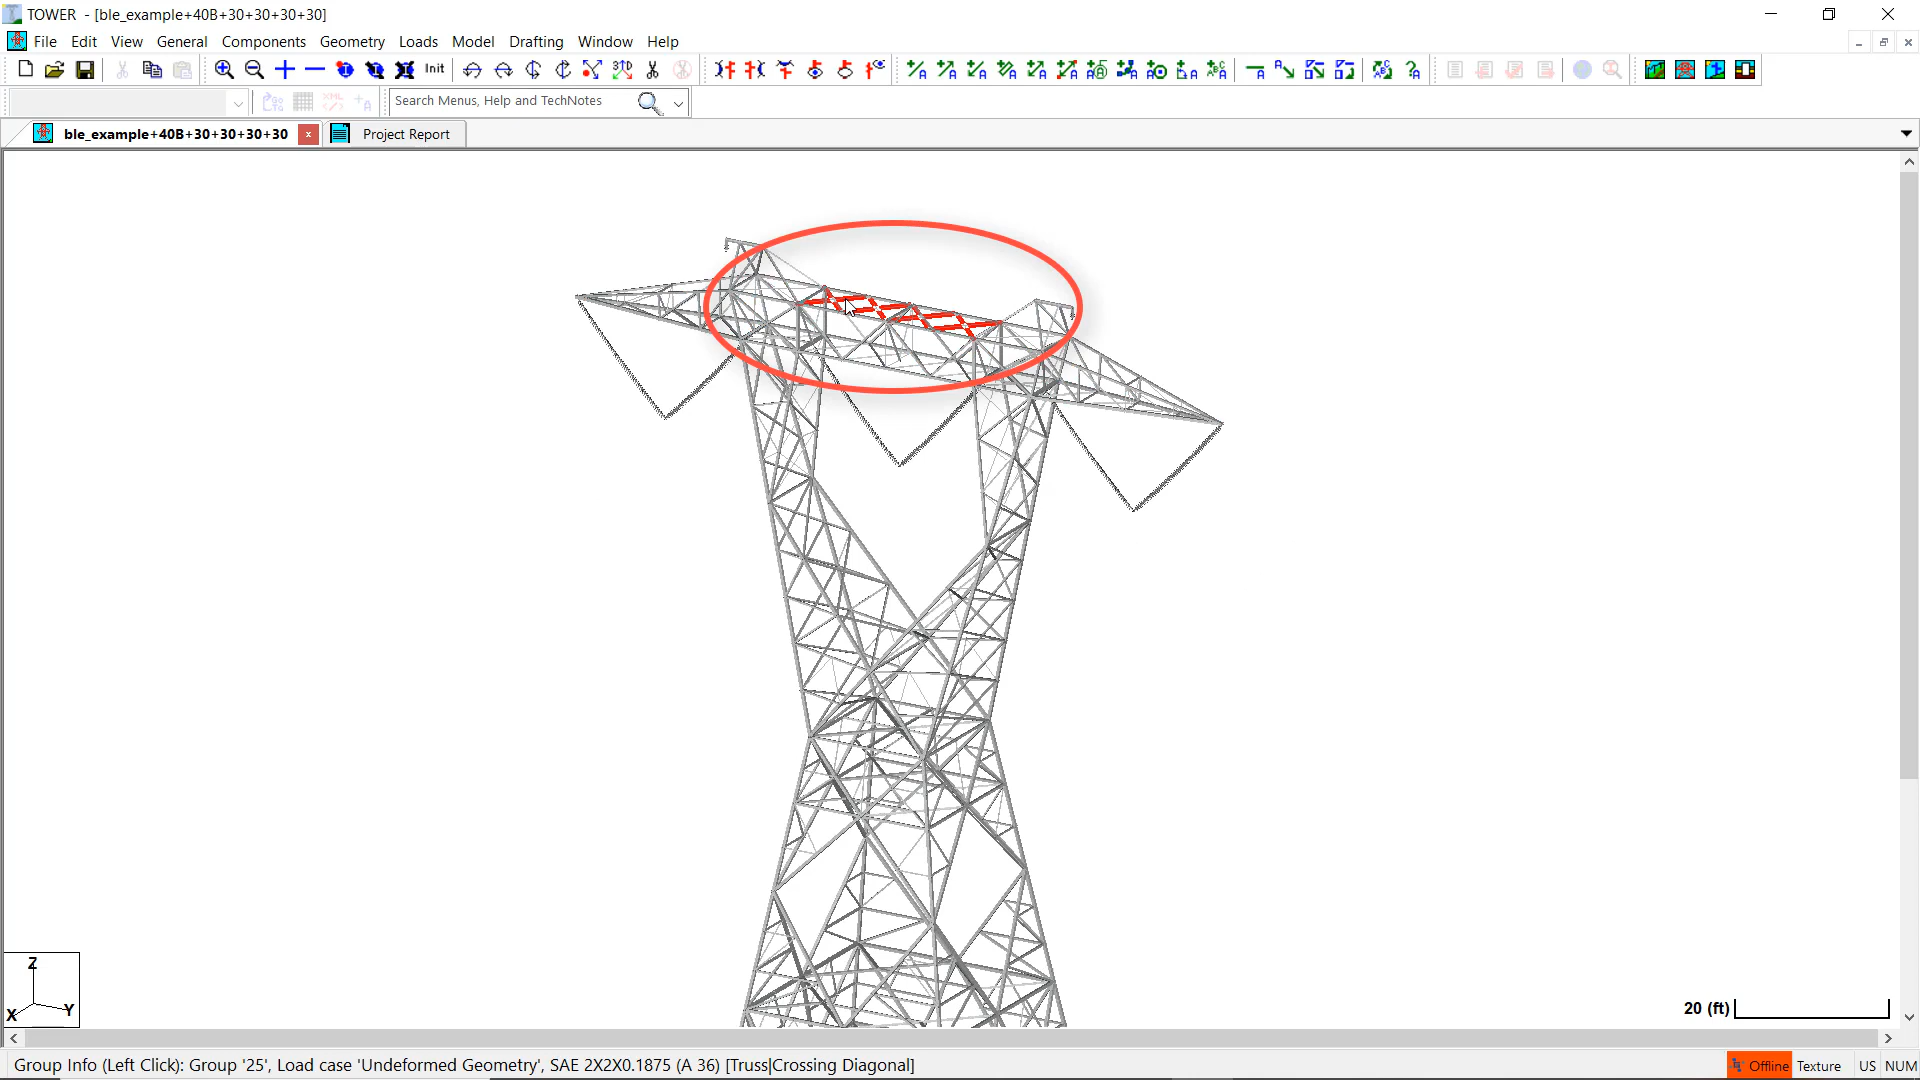 TOWER - [ble_example+40B+30+30+30+30]
File Edit View General Components Geometry Loads Model Drafting Window Help
Init
Search Menus, Help and TechNotes
ble_example+40B+30+30+30+30 x Project Report
Z
X Y
20 (ft)
Group Info (Left Click): Group '25', Load case 'Undeformed Geometry', SAE 2X2X0.1875 (A 36) [Truss|Crossing Diagonal] Offline Texture US NUM